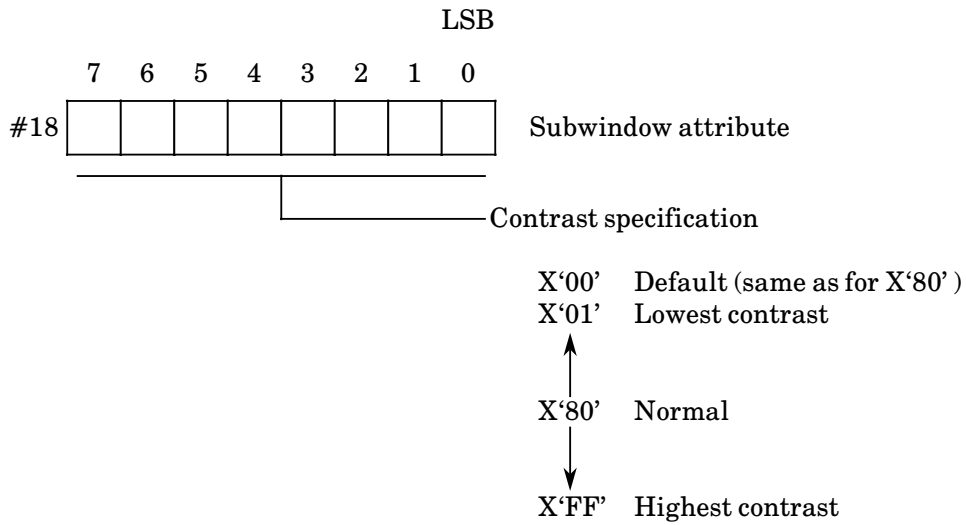 LSB
7 6 5 4 3 2 1 0
#18 Subwindow attribute
Contrast specification
X‘00’ Default (same as for X‘80’ )
X‘01’ Lowest contrast
X‘80’ Normal
X‘FF’ Highest contrast